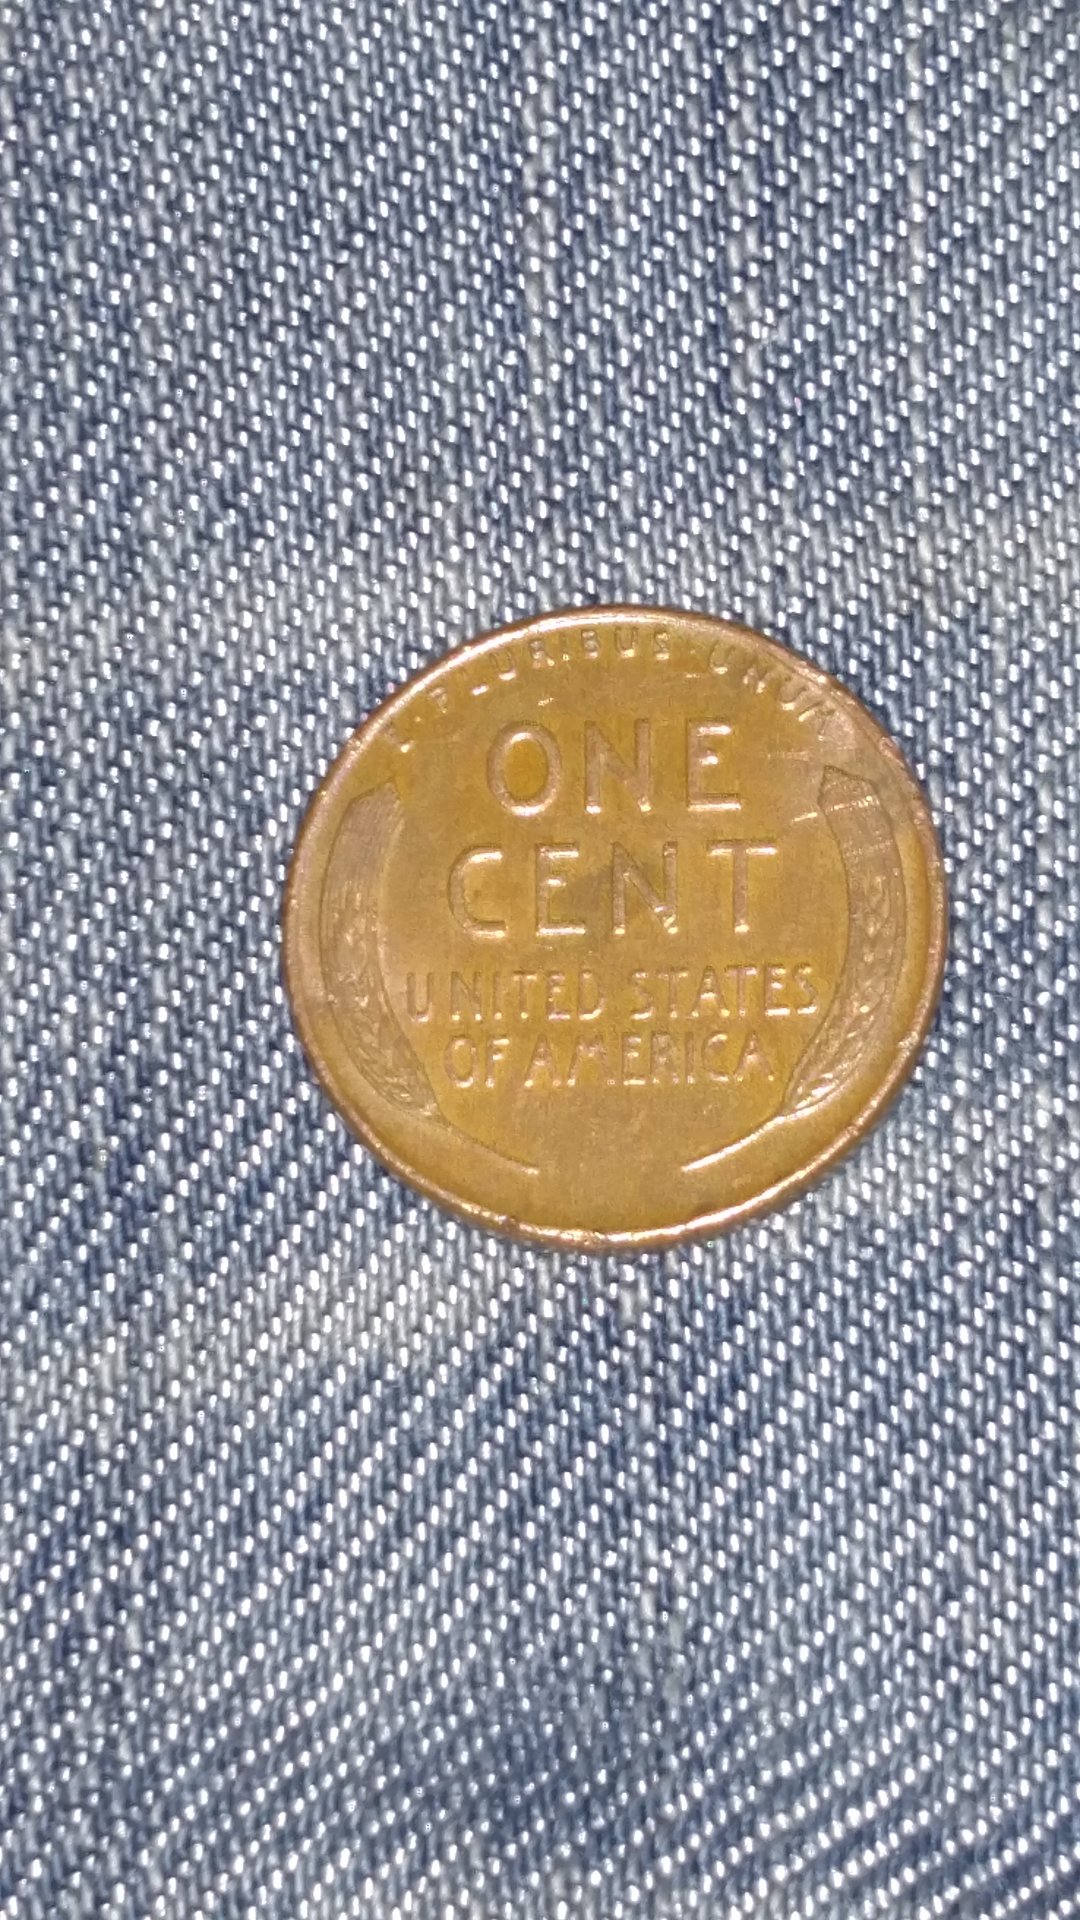 E·PLURIBUS·UNUM
ONE
CENT
UNITED STATES
OF AMERICA